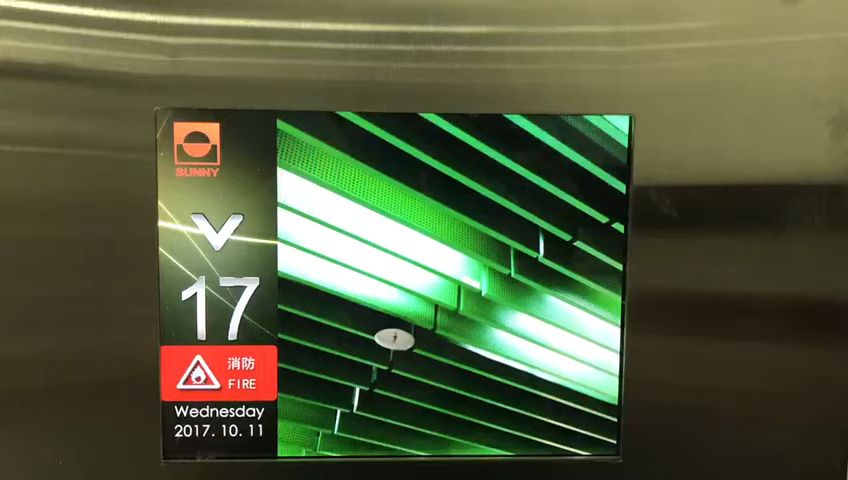 SUNNY
17
消防
FIRE
Wednesday
2017. 10. 11